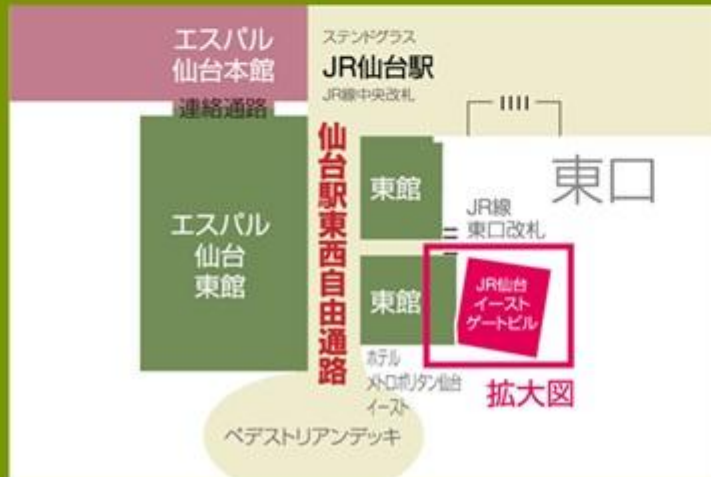 エスパル
仙台本館
ステンドグラス
JR仙台駅
JR線中央改札
連絡通路
仙台駅東西自由通路
東館
東口
JR線
東口改札
エスパル
仙台
東館
東館
JR仙台
イースト
ゲートビル
ホテル
メトロポリタン仙台
イースト
拡大図
ペデストリアンデッキ